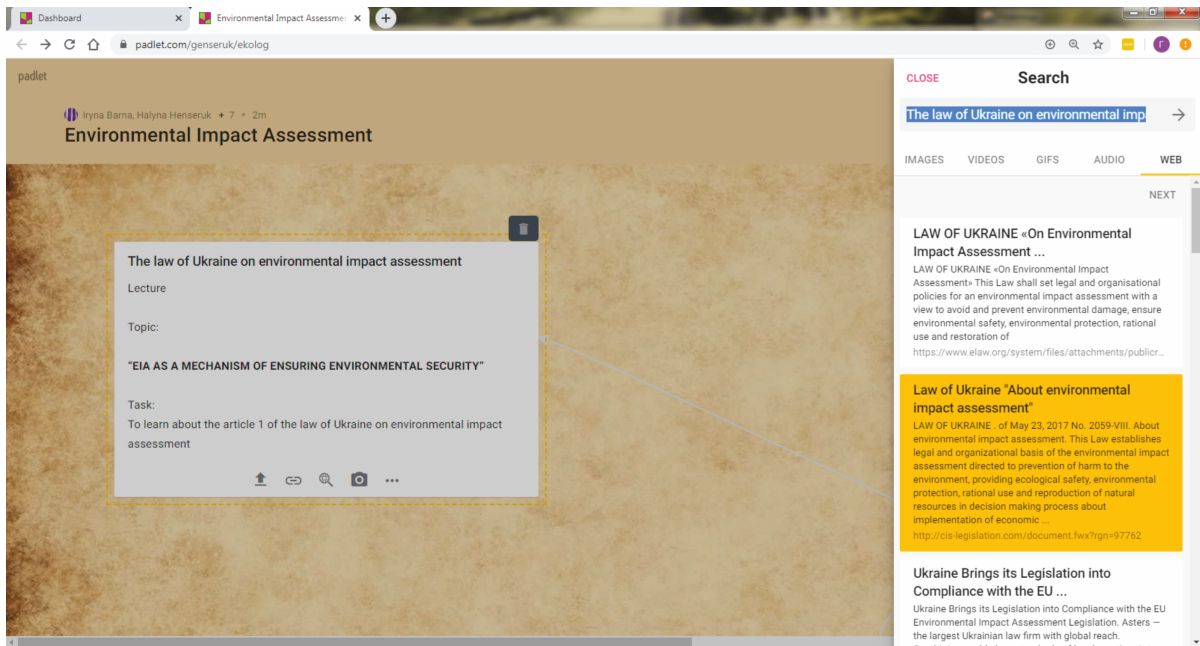 Dashboard
Environmental Impact Assessme
padlet.com/genseruk/ekolog
Г
padlet
Iryna Barna, Halyna Henseruk + 7 • 2m
Environmental Impact Assessment
The law of Ukraine on environmental impact assessment
Lecture
Topic:
"EIA AS A MECHANISM OF ENSURING ENVIRONMENTAL SECURITY"
Task:
To learn about the article 1 of the law of Ukraine on environmental impact
assessment
CLOSE
Search
The law of Ukraine on environmental imp
IMAGES VIDEOS GIFS AUDIO WEB
NEXT
LAW OF UKRAINE «On Environmental
Impact Assessment ...
LAW OF UKRAINE «On Environmental Impact
Assessment» This Law shall set legal and organisational
policies for an environmental impact assessment with a
view to avoid and prevent environmental damage, ensure
environmental safety, environmental protection, rational
use and restoration of
https://www.elaw.org/system/files/attachments/publicr...
Law of Ukraine "About environmental
impact assessment"
LAW OF UKRAINE . of May 23, 2017 No. 2059-VIII. About
environmental impact assessment. This Law establishes
legal and organizational basis of the environmental impact
assessment directed to prevention of harm to the
environment, providing ecological safety, environmental
protection, rational use and reproduction of natural
resources in decision making process about
implementation of economic ...
http://cis-legislation.com/document.fwx?rgn=97762
Ukraine Brings its Legislation into
Compliance with the EU ...
Ukraine Brings its Legislation into Compliance with the EU
Environmental Impact Assessment Legislation. Asters —
the largest Ukrainian law firm with global reach.